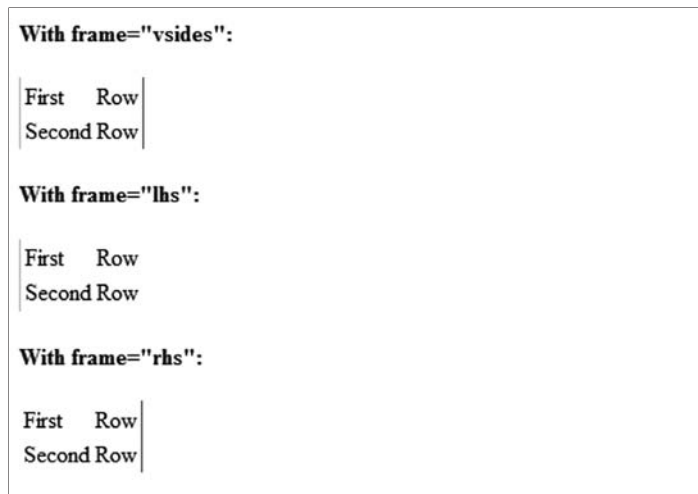 With frame="vsides":
First Row
Second Row
With frame="lhs":
First Row
Second Row
With frame="rhs":
First Row
Second Row